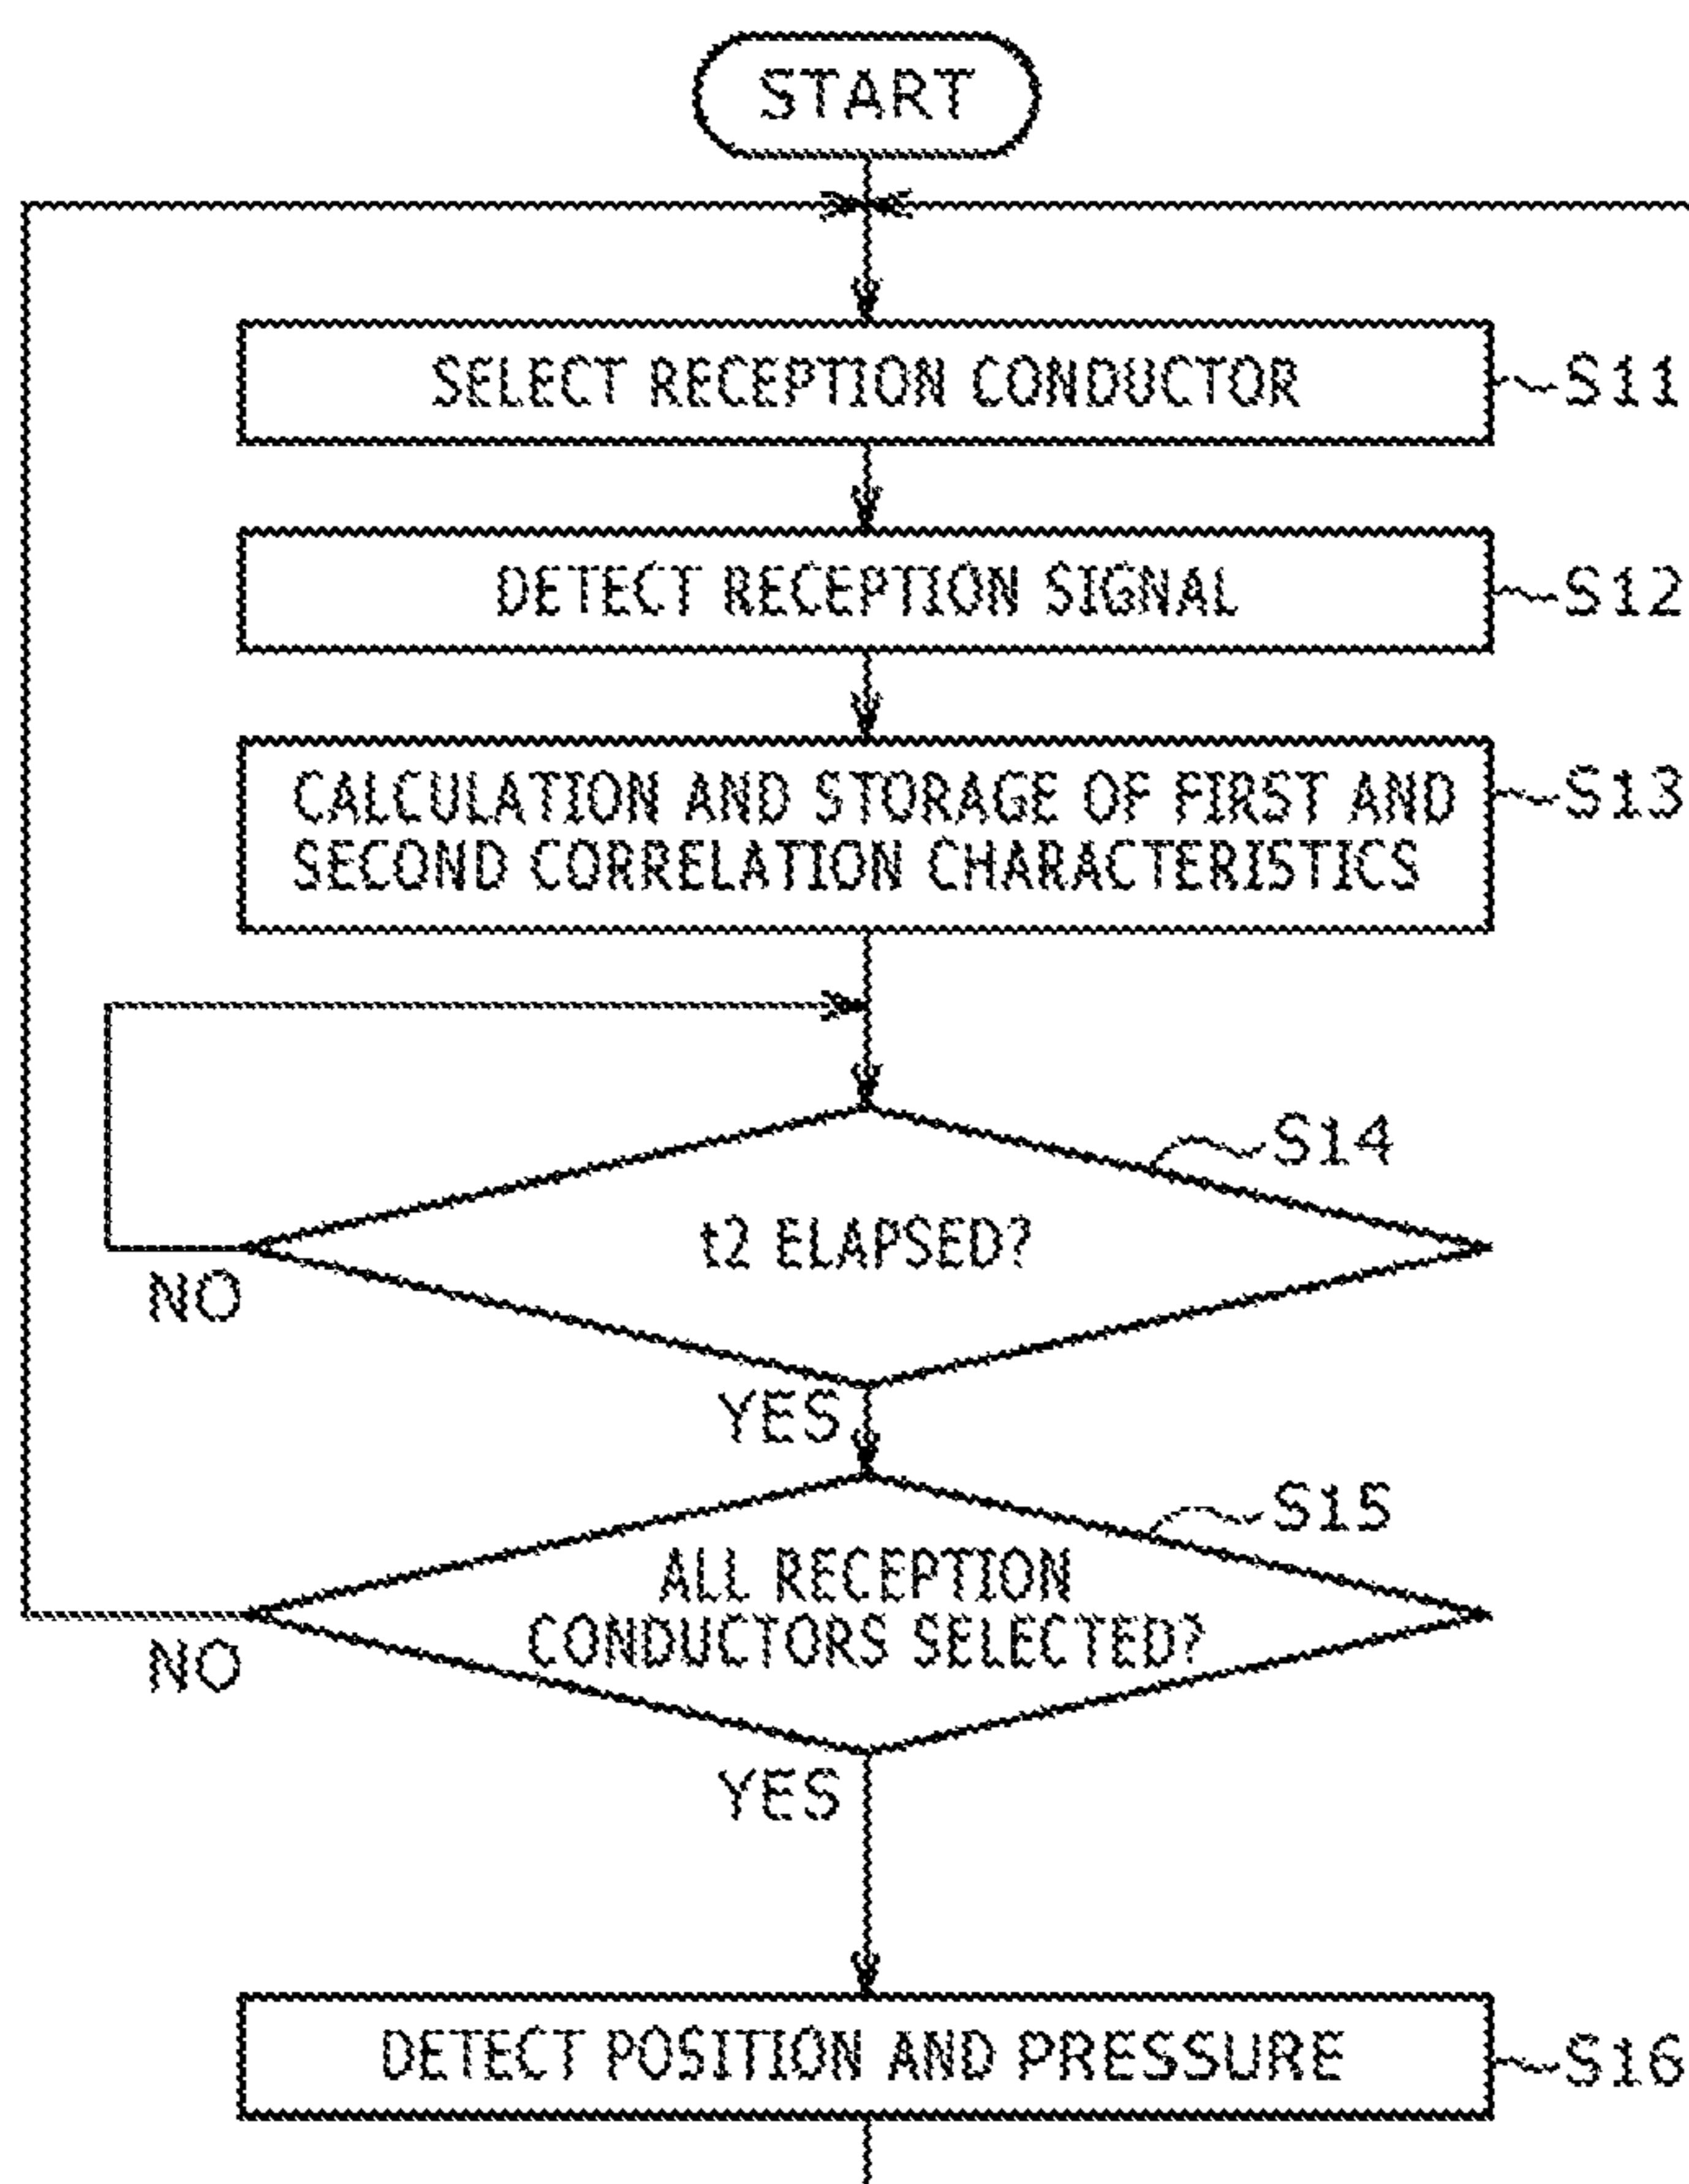 START
SELECT RECEPTION CONDUCTOR
S11
DETECT RECEPTION SIGNAL
S12
CALCULATION AND STORAGE OF FIRST AND
SECOND CORRELATION CHARACTERISTICS
S13
S14
t2 ELAPSED?
NO
YES
S15
ALL RECEPTION
CONDUCTORS SELECTED?
NO
YES
DETECT POSITION AND PRESSURE
S16